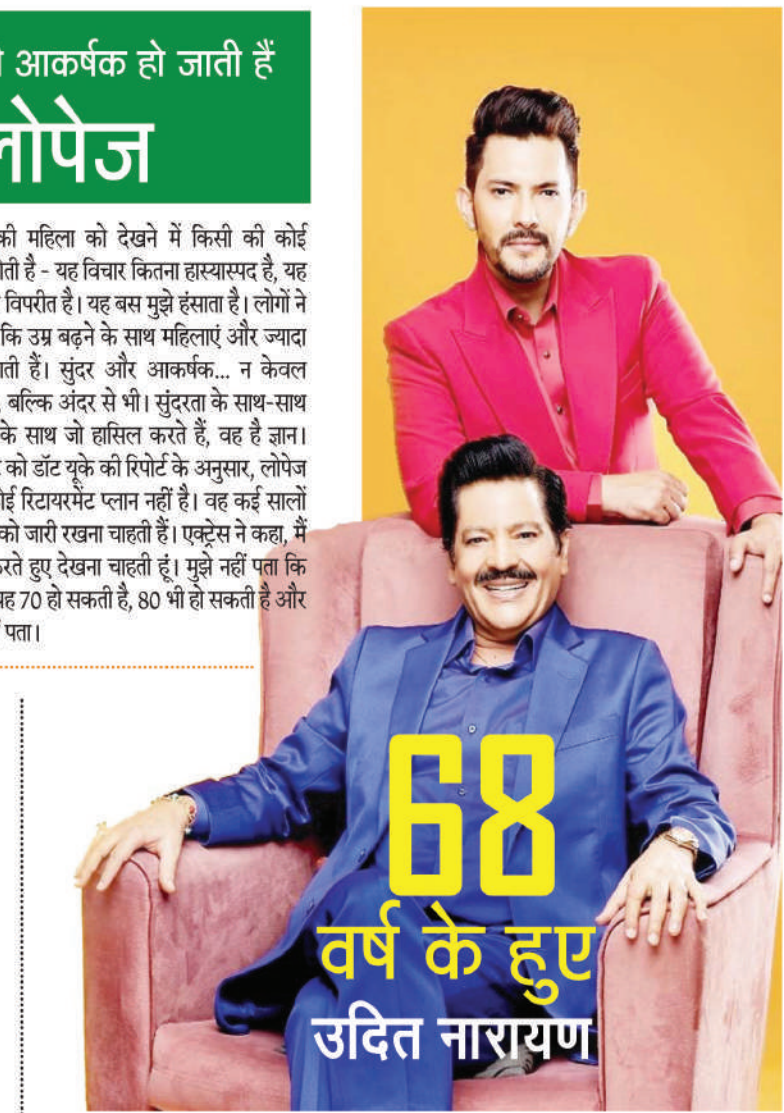 आकर्षक हो जाती हैं
लोपेज
की महिला को देखने में किसी की कोई
होती है - यह विचार कितना हास्यास्पद है, यह
विपरीत है। यह बस मुझे हंसाता है। लोगों ने
कि उम्र बढ़ने के साथ महिलाएं और ज्यादा
जाती हैं। सुंदर और आकर्षक... न केवल
बल्कि अंदर से भी। सुंदरता के साथ-साथ
के साथ जो हासिल करते हैं, वह है ज्ञान।
को डॉट यूके की रिपोर्ट के अनुसार, लोपेज
कोई रिटायरमेंट प्लान नहीं है। वह कई सालों
को जारी रखना चाहती हैं। एक्ट्रेस ने कहा, मैं
करते हुए देखना चाहती हूं। मुझे नहीं पता कि
यह 70 हो सकती है, 80 भी हो सकती है और
पता।
68
वर्ष के हुए
उदित नारायण